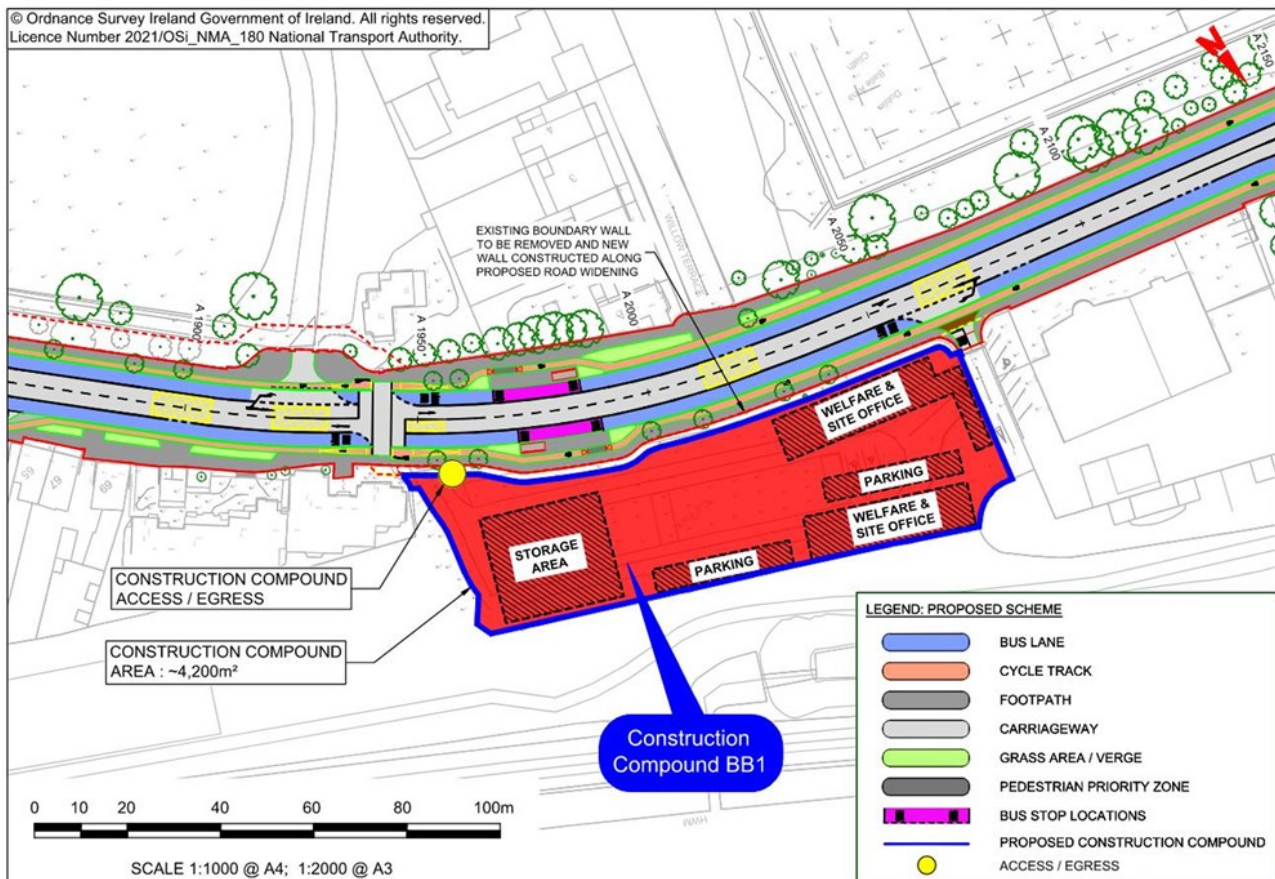 © Ordnance Survey Ireland Government of Ireland. All rights reserved.
Licence Number 2021/OSi_NMA_180 National Transport Authority.
N
A 2150
A 2100
A 2050
A 2000
A 1950
A 1900
WILLOW TERRACE
EXISTING BOUNDARY WALL
TO BE REMOVED AND NEW
WALL CONSTRUCTED ALONG
PROPOSED ROAD WIDENING
65
67
69
WELFARE &
SITE OFFICE
PARKING
WELFARE &
SITE OFFICE
STORAGE
AREA
PARKING
CONSTRUCTION COMPOUND
ACCESS / EGRESS
CONSTRUCTION COMPOUND
AREA : ~4,200m²
Construction
Compound BB1
HWM
0 10 20 40 60 80 100m
SCALE 1:1000 @ A4; 1:2000 @ A3
LEGEND: PROPOSED SCHEME
BUS LANE
CYCLE TRACK
FOOTPATH
CARRIAGEWAY
GRASS AREA / VERGE
PEDESTRIAN PRIORITY ZONE
BUS STOP LOCATIONS
PROPOSED CONSTRUCTION COMPOUND
ACCESS / EGRESS